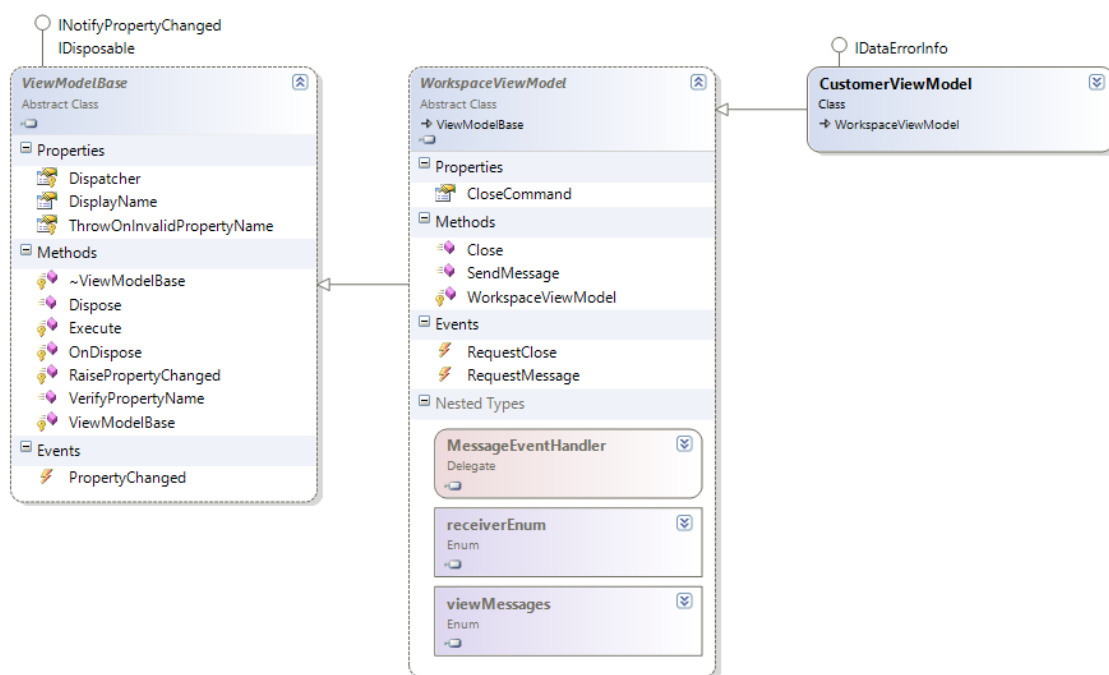 INotifyPropertyChanged
IDisposable
ViewModelBase
Abstract Class
Properties
Dispatcher
DisplayName
ThrowOnInvalidPropertyName
Methods
~ViewModelBase
Dispose
Execute
OnDispose
RaisePropertyChanged
VerifyPropertyName
ViewModelBase
Events
PropertyChanged
WorkspaceViewModel
Abstract Class
ViewModelBase
Properties
CloseCommand
Methods
Close
SendMessage
WorkspaceViewModel
Events
RequestClose
RequestMessage
Nested Types
MessageEventHandler
Delegate
receiverEnum
Enum
viewMessages
Enum
IDataErrorInfo
CustomerViewModel
Class
WorkspaceViewModel